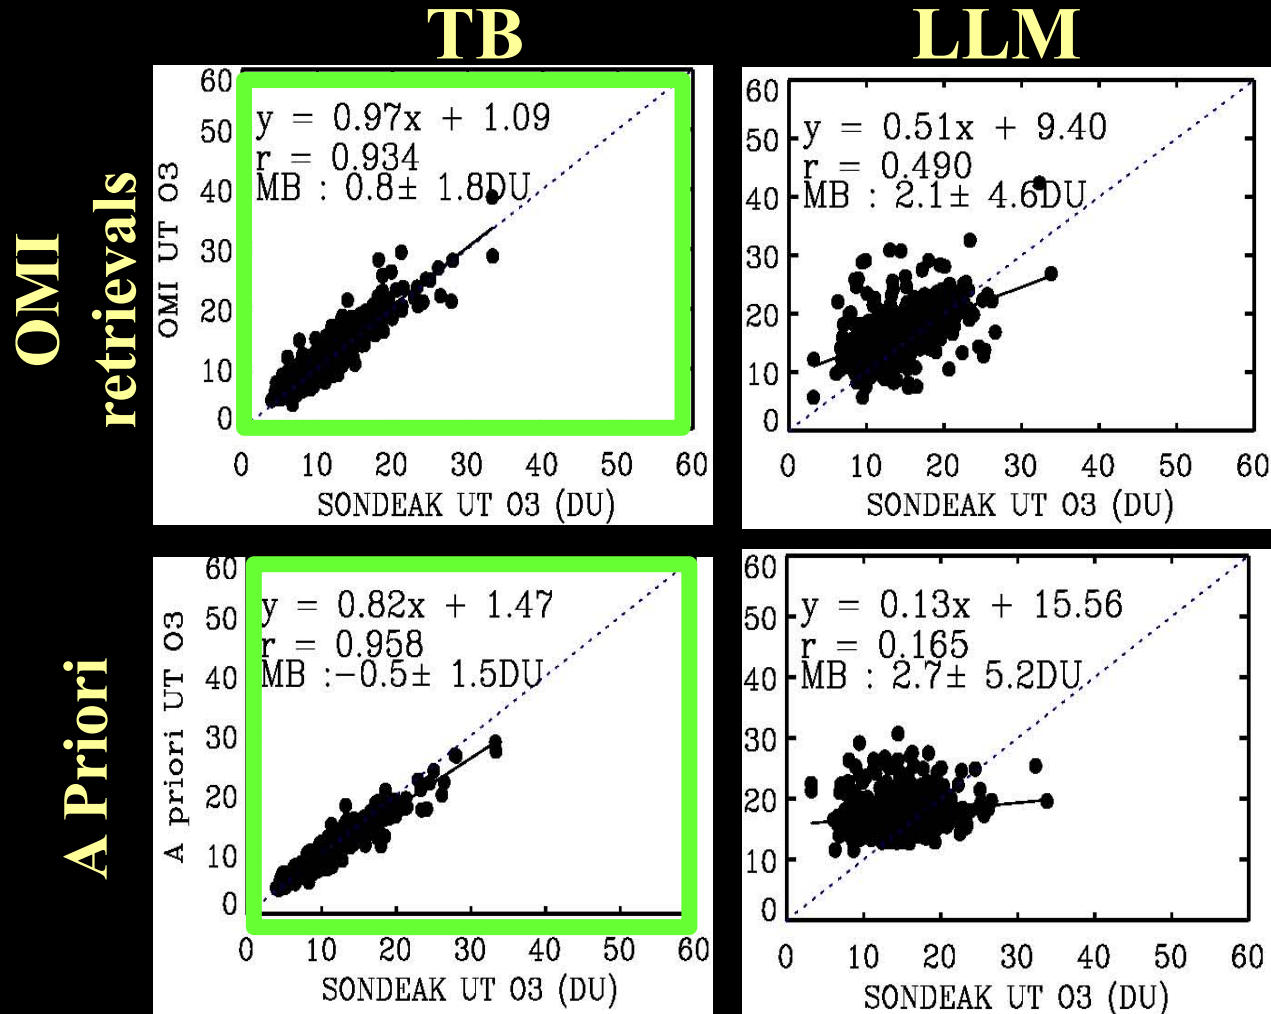 TB
LLM
OMI
retrievals
OMI UT O3
60
50
40
30
20
10
0
y = 0.97x + 1.09
r = 0.934
MB : 0.8± 1.8DU
0 10 20 30 40 50 60
SONDEAK UT O3 (DU)
60
50
40
30
20
10
0
y = 0.51x + 9.40
r = 0.490
MB : 2.1± 4.6DU
0 10 20 30 40 50 60
SONDEAK UT O3 (DU)
A Priori
A priori UT O3
60
50
40
30
20
10
0
y = 0.82x + 1.47
r = 0.958
MB :−0.5± 1.5DU
0 10 20 30 40 50 60
SONDEAK UT O3 (DU)
60
50
40
30
20
10
0
y = 0.13x + 15.56
r = 0.165
MB : 2.7± 5.2DU
0 10 20 30 40 50 60
SONDEAK UT O3 (DU)